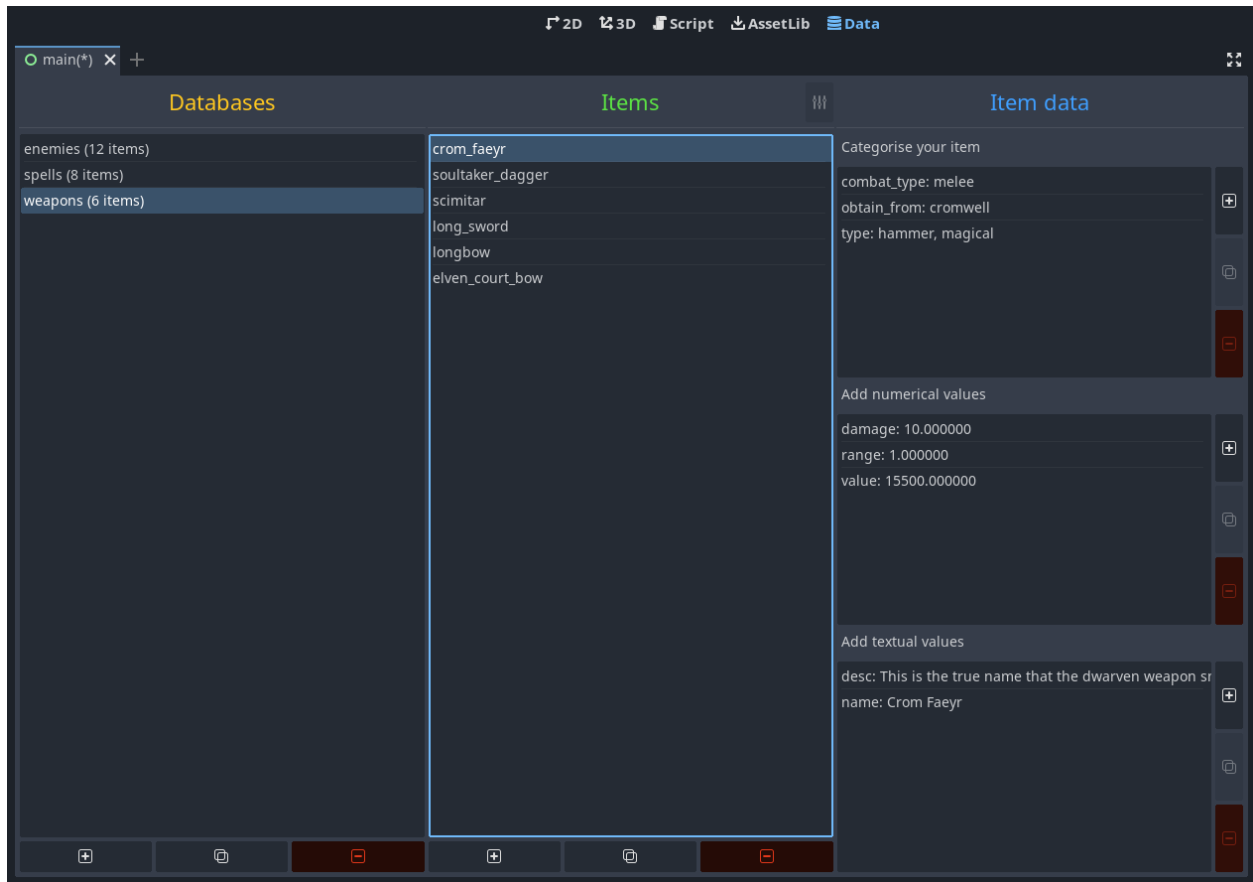 2D 3D Script AssetLib Data
main(*)
Databases
enemies (12 items)
spells (8 items)
weapons (6 items)
Items
crom_faeyr
soultaker_dagger
scimitar
long_sword
longbow
elven_court_bow
Item data
Categorise your item
combat_type: melee
obtain_from: cromwell
type: hammer, magical
Add numerical values
damage: 10.000000
range: 1.000000
value: 15500.000000
Add textual values
desc: This is the true name that the dwarven weapon
name: Crom Faeyr